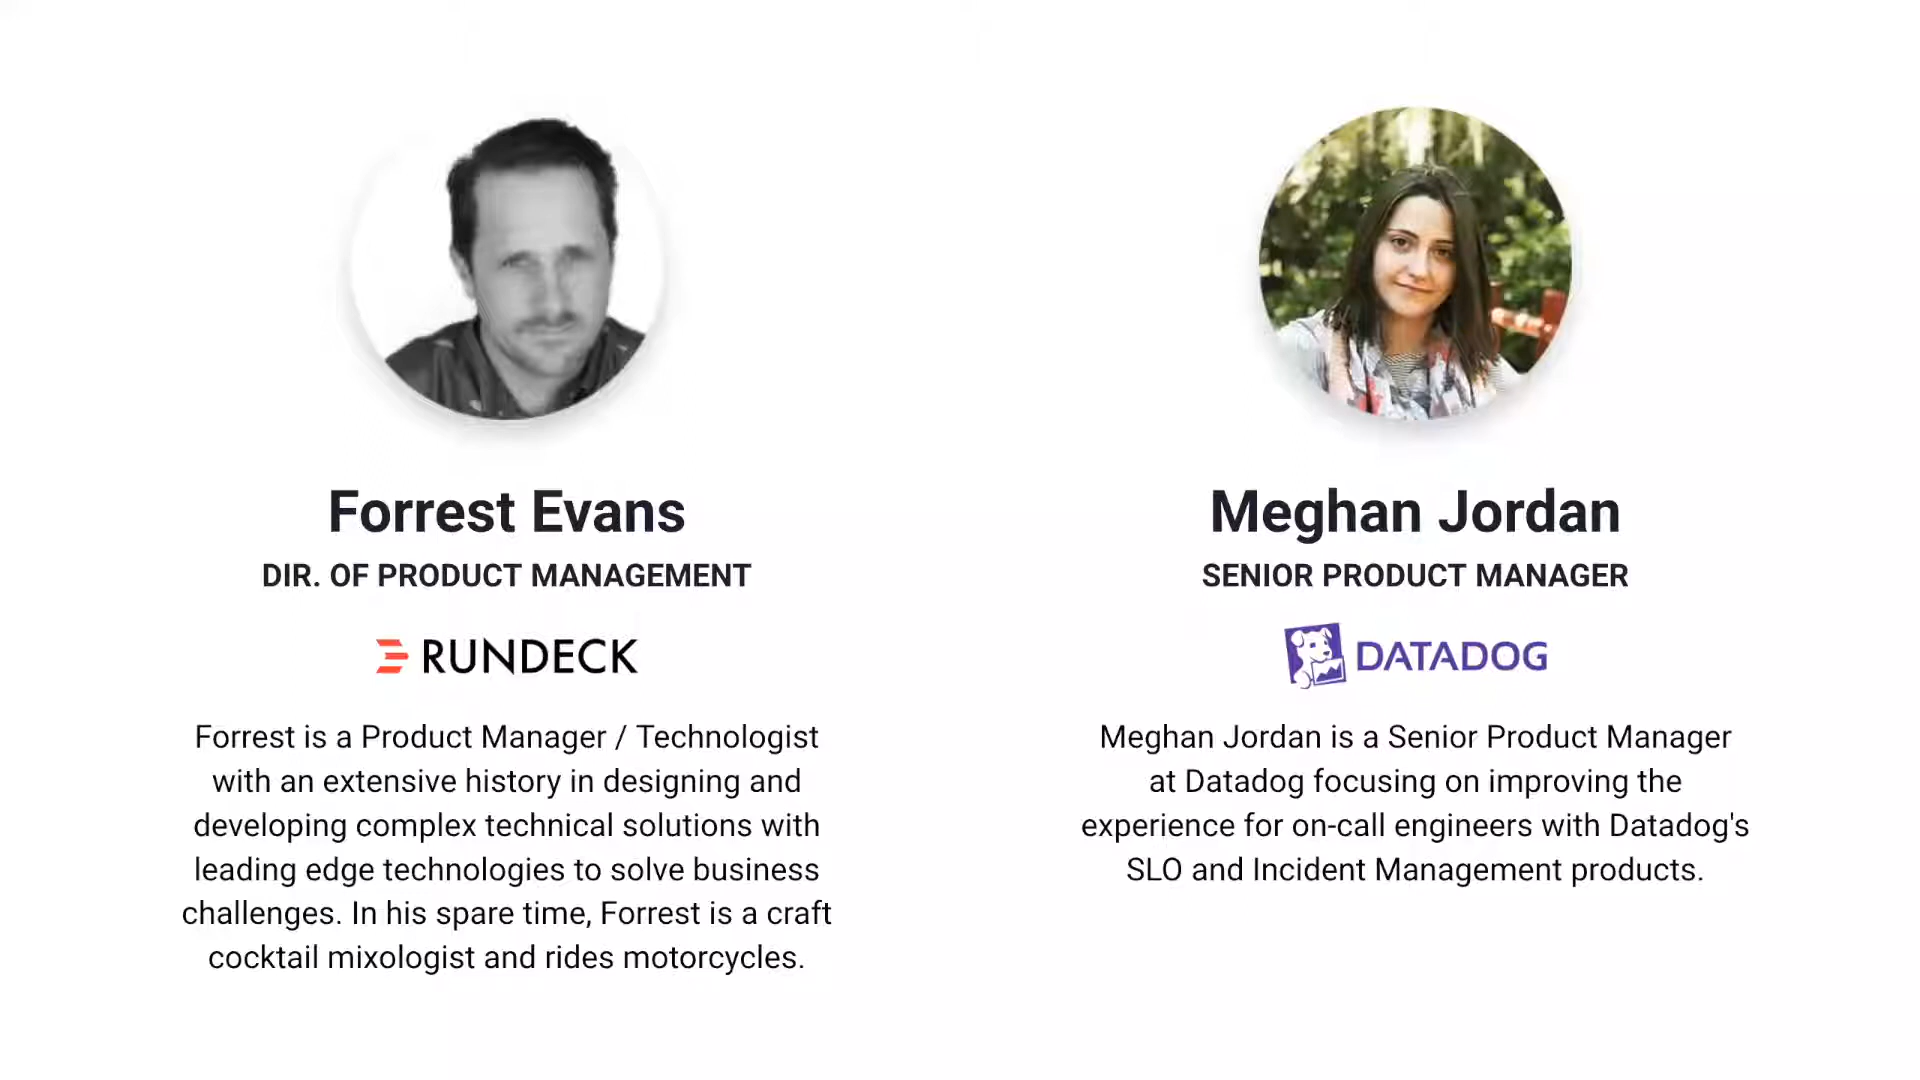 Forrest Evans
DIR. OF PRODUCT MANAGEMENT
RUNDECK
Forrest is a Product Manager / Technologist
with an extensive history in designing and
developing complex technical solutions with
leading edge technologies to solve business
challenges. In his spare time, Forrest is a craft
cocktail mixologist and rides motorcycles.
Meghan Jordan
SENIOR PRODUCT MANAGER
DATADOG
Meghan Jordan is a Senior Product Manager
at Datadog focusing on improving the
experience for on-call engineers with Datadog's
SLO and Incident Management products.